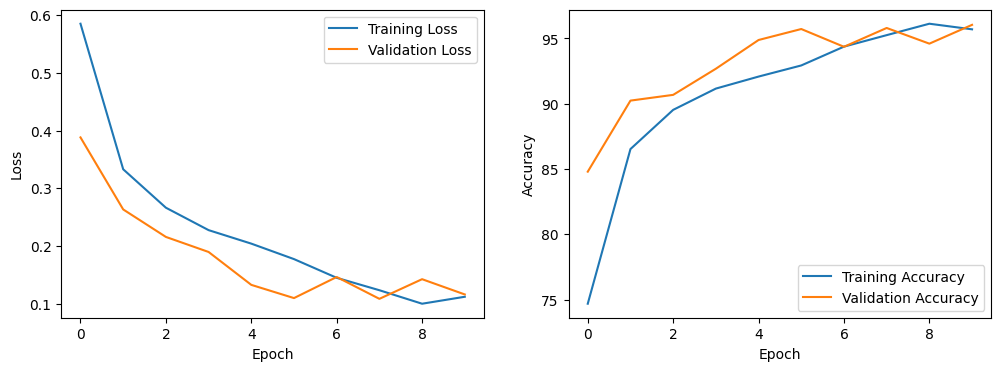 0.6
0.5
0.4
0.3
0.2
0.1
Loss
0
2
4
6
8
Epoch
Training Loss
Validation Loss
95
90
85
80
75
Accuracy
0
2
4
6
8
Epoch
Training Accuracy
Validation Accuracy